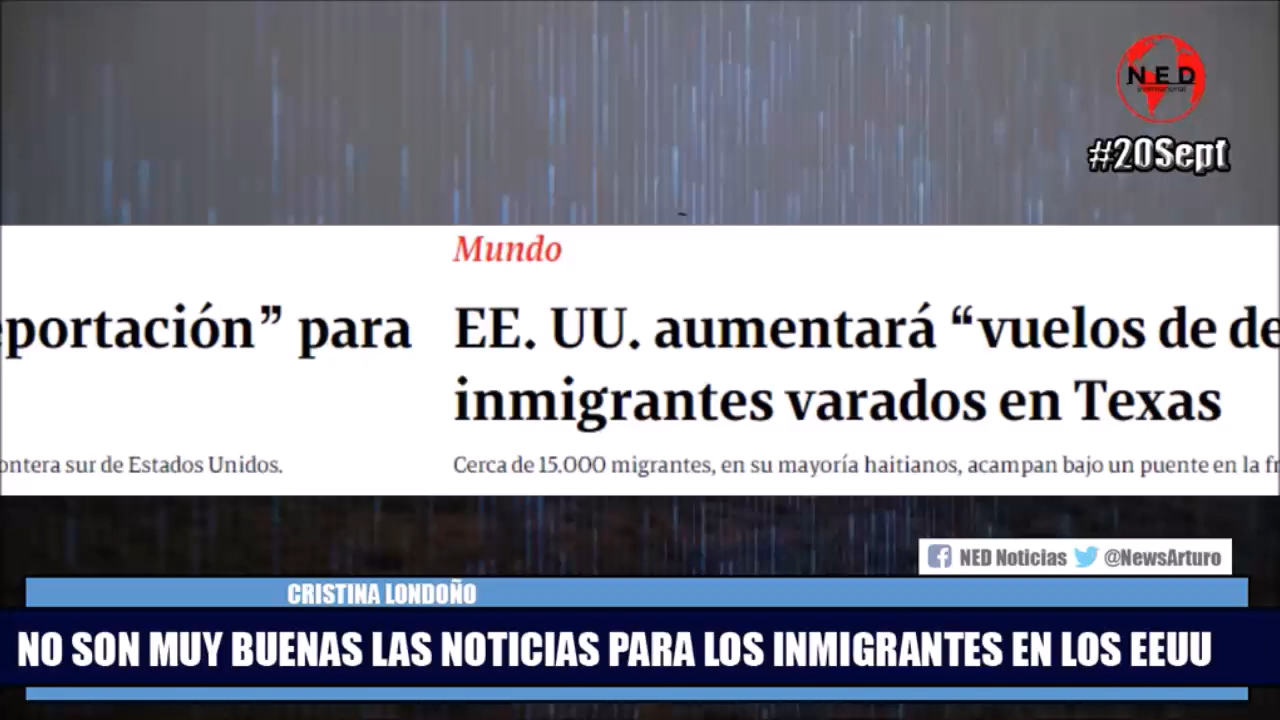 NED
international
#20Sept
Mundo
eportación” para
EE. UU. aumentará “vuelos de de
inmigrantes varados en Texas
ontera sur de Estados Unidos.
Cerca de 15.000 migrantes, en su mayoría haitianos, acampan bajo un puente en la fr
NED Noticias @NewsArturo
CRISTINA LONDOÑO
NO SON MUY BUENAS LAS NOTICIAS PARA LOS INMIGRANTES EN LOS EEUU